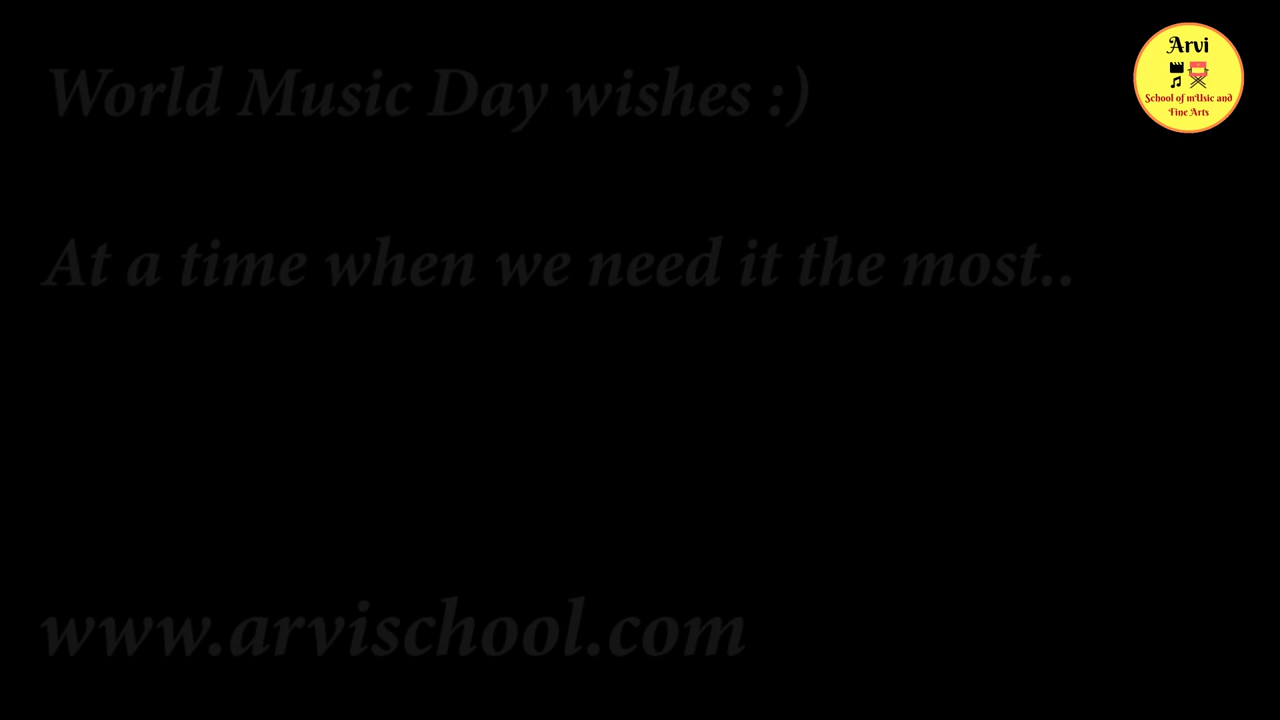 World Music Day wishes :)
Arvi
School of mUsic and
Fine Arts
At a time when we need it the most..
www.arvischool.com